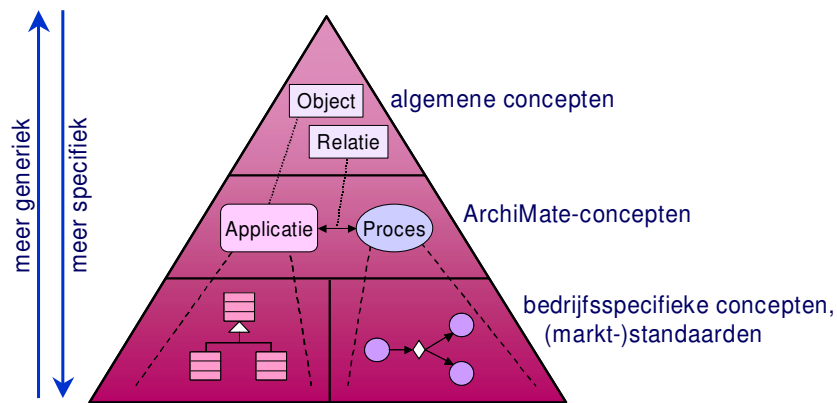 meer generiek
meer specifiek
Object
Relatie
algemene concepten
Applicatie
Proces
ArchiMate-concepten
bedrijfsspecifieke concepten,
(markt-)standaarden